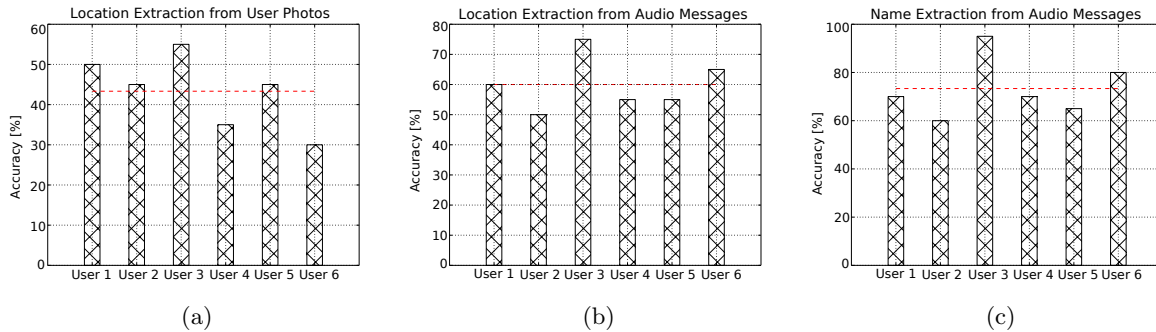 Location Extraction from User Photos
60
50
40
30
20
10
0
Accuracy [%]
User 1 User 2 User 3 User 4 User 5 User 6
(a)
Location Extraction from Audio Messages
80
70
60
50
40
30
20
10
0
Accuracy [%]
User 1 User 2 User 3 User 4 User 5 User 6
(b)
Name Extraction from Audio Messages
100
80
60
40
20
0
Accuracy [%]
User 1 User 2 User 3 User 4 User 5 User 6
(c)